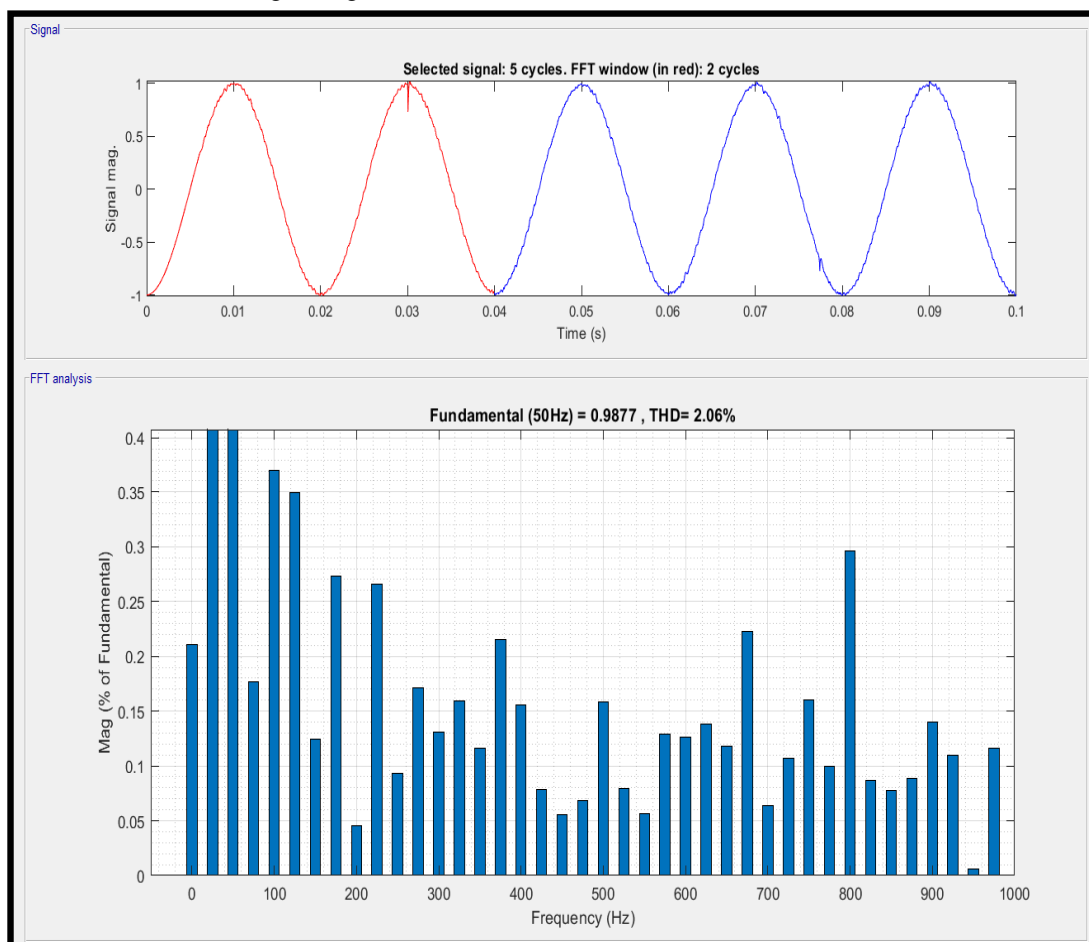 Signal
Selected signal: 5 cycles. FFT window (in red): 2 cycles
1
0.5
0
-0.5
-1
Signal mag.
0 0.01 0.02 0.03 0.04 0.05 0.06 0.07 0.08 0.09 0.1
Time (s)
FFT analysis
Fundamental (50Hz) = 0.9877 , THD= 2.06%
0.4
0.35
0.3
0.25
0.2
0.15
0.1
0.05
0
Mag (% of Fundamental)
0 100 200 300 400 500 600 700 800 900 1000
Frequency (Hz)